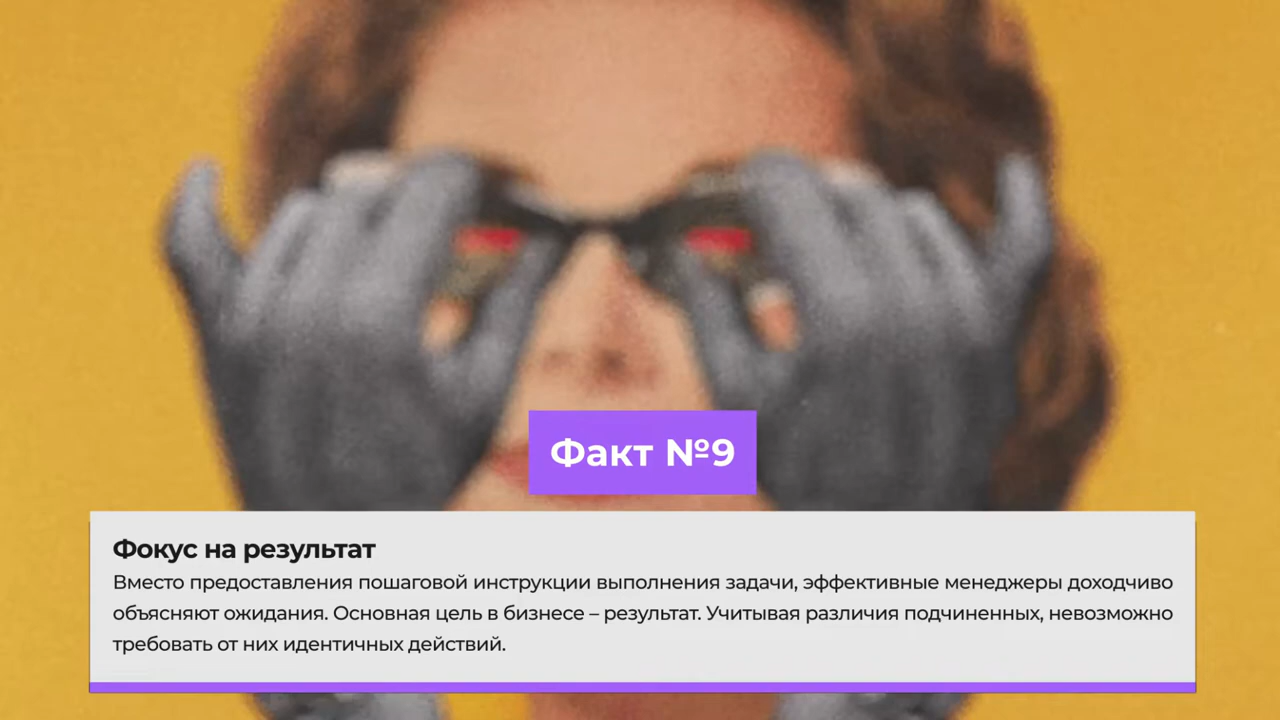 Факт №9
Фокус на результат
Вместо предоставления пошаговой инструкции выполнения задачи, эффективные менеджеры доходчиво
объясняют ожидания. Основная цель в бизнесе – результат. Учитывая различия подчиненных, невозможно
требовать от них идентичных действий.